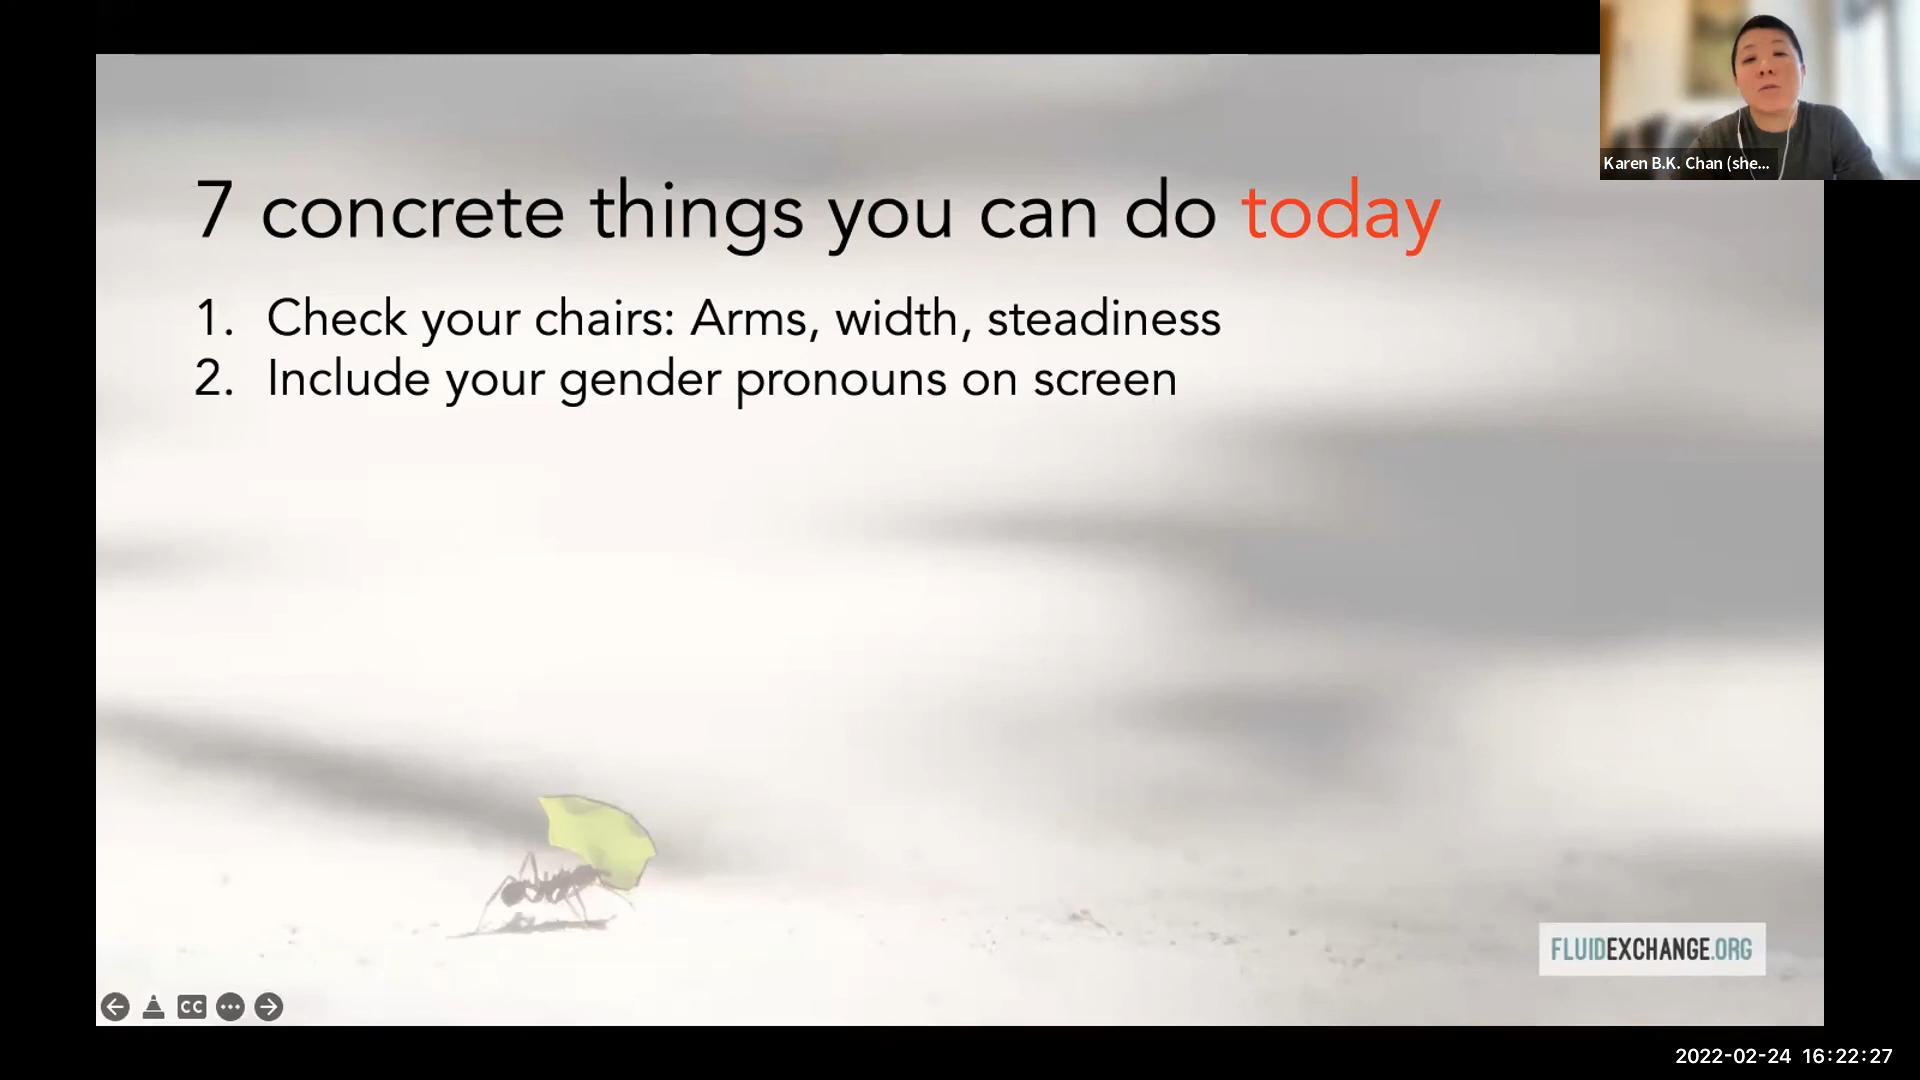 Karen B.K. Chan (she...
7 concrete things you can do today
1. Check your chairs: Arms, width, steadiness
2. Include your gender pronouns on screen
FLUIDEXCHANGE.ORG
CC
2022-02-24 16:22:27